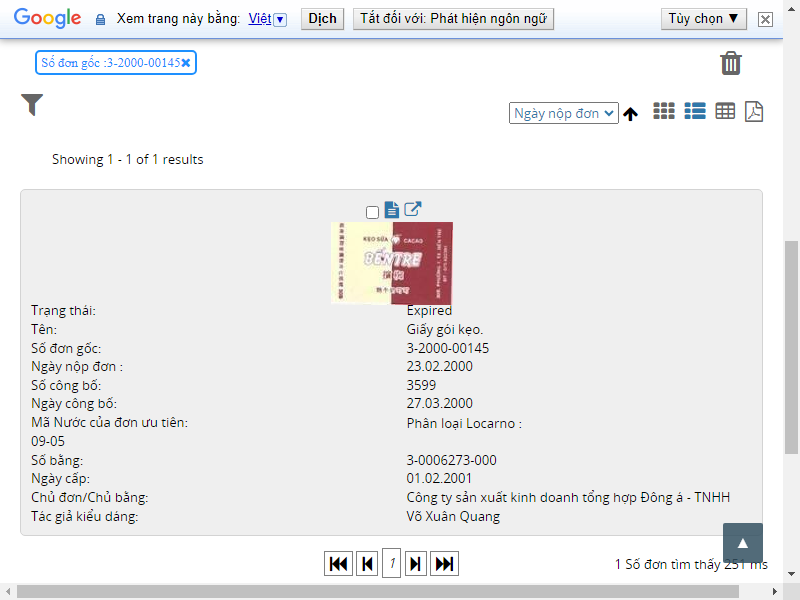 Google Xem trang này bằng: Việt ▼ Dịch Tắt đối với: Phát hiện ngôn ngữ Tùy chọn ▼
Số đơn gốc :3-2000-00145
Ngày nộp đơn
Showing 1 - 1 of 1 results
KẸO SỮA CACAO
BẾNTRE
Trạng thái: Expired
Tên: Giấy gói kẹo.
Số đơn gốc: 3-2000-00145
Ngày nộp đơn : 23.02.2000
Số công bố: 3599
Ngày công bố: 27.03.2000
Mã Nước của đơn ưu tiên: Phân loại Locarno :
09-05
Số bằng: 3-0006273-000
Ngày cấp: 01.02.2001
Chủ đơn/Chủ bằng: Công ty sản xuất kinh doanh tổng hợp Đông á - TNHH
Tác giả kiểu dáng: Võ Xuân Quang
1 1 Số đơn tìm thấy 251 ms